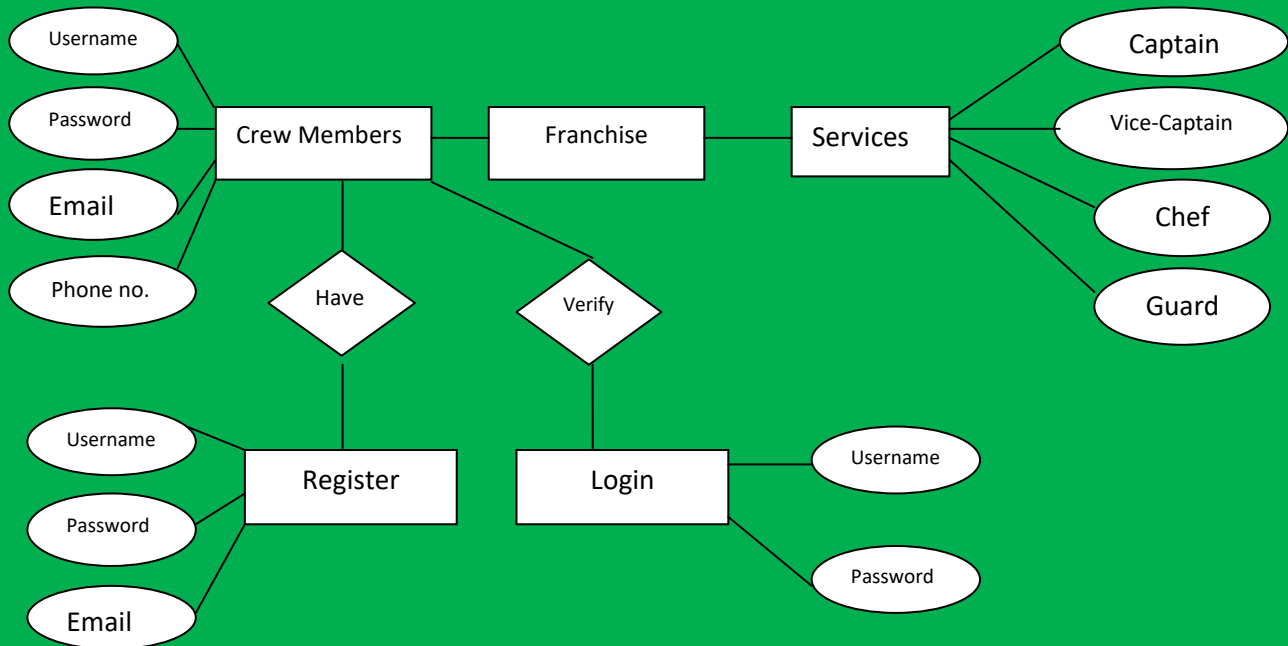 Username
Captain
Password
Crew Members
Franchise
Services
Vice-Captain
Email
Chef
Phone no.
Have
Verify
Guard
Username
Register
Login
Username
Password
Password
Email